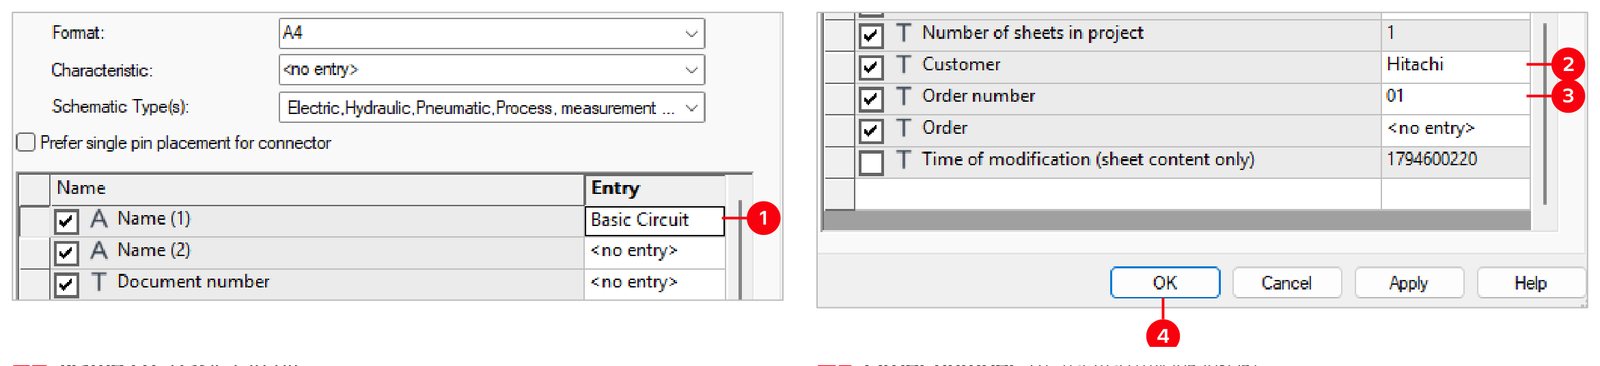 Format: A4
Characteristic: <no entry>
Schematic Type(s): Electric,Hydraulic,Pneumatic,Process, measurement ...
Prefer single pin placement for connector
Name Entry
A Name (1) Basic Circuit 1
A Name (2) <no entry>
T Document number <no entry>
T Number of sheets in project 1
T Customer Hitachi 2
T Order number 01 3
T Order <no entry>
T Time of modification (sheet content only) 1794600220
OK Cancel Apply Help
4